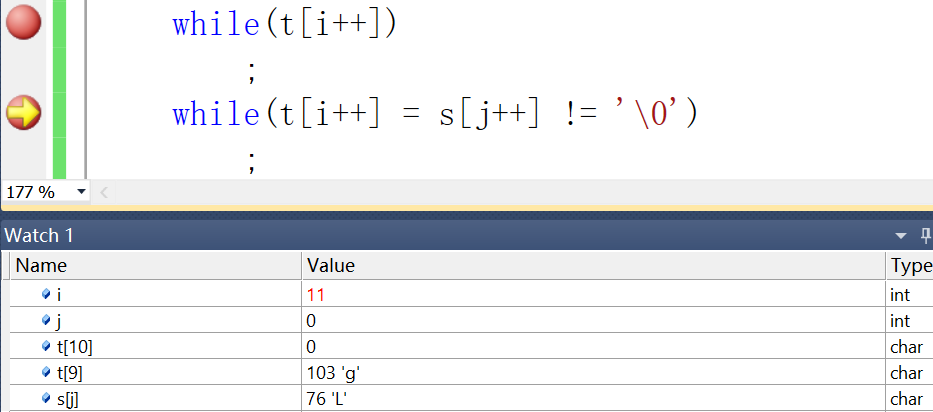 while(t[i++])
;
while(t[i++] = s[j++] != '\0')
;
177 %
Watch 1
Name Value Type
i 11 int
j 0 int
t[10] 0 char
t[9] 103 'g' char
s[j] 76 'L' char